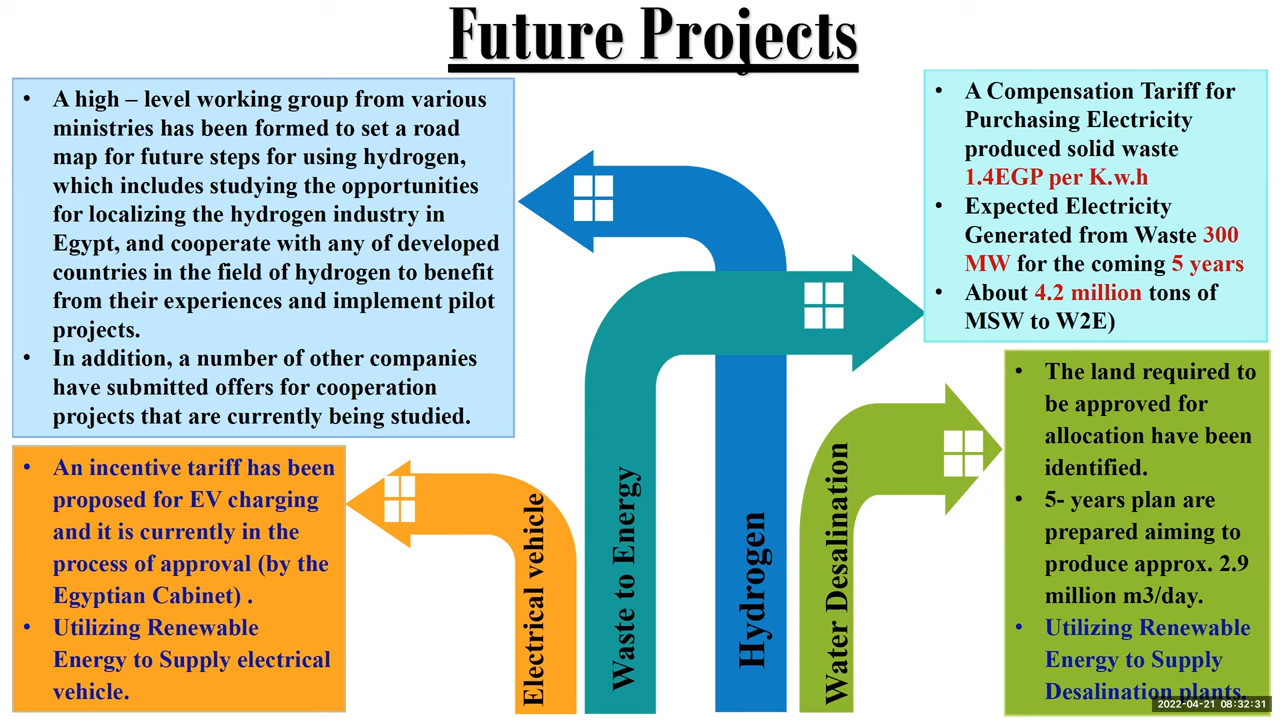 Future Projects
• A high – level working group from various
ministries has been formed to set a road
map for future steps for using hydrogen,
which includes studying the opportunities
for localizing the hydrogen industry in
Egypt, and cooperate with any of developed
countries in the field of hydrogen to benefit
from their experiences and implement pilot
projects.
• In addition, a number of other companies
have submitted offers for cooperation
projects that are currently being studied.
• A Compensation Tariff for
Purchasing Electricity
produced solid waste
1.4EGP per K.w.h
• Expected Electricity
Generated from Waste 300
MW for the coming 5 years
• About 4.2 million tons of
MSW to W2E)
• An incentive tariff has been
proposed for EV charging
and it is currently in the
process of approval (by the
Egyptian Cabinet) .
• Utilizing Renewable
Energy to Supply electrical
vehicle.
Electrical vehicle
Waste to Energy
Hydrogen
Water Desalination
• The land required to
be approved for
allocation have been
identified.
• 5- years plan are
prepared aiming to
produce approx. 2.9
million m3/day.
• Utilizing Renewable
Energy to Supply
Desalination plants.
2022-04-21 08:32:31